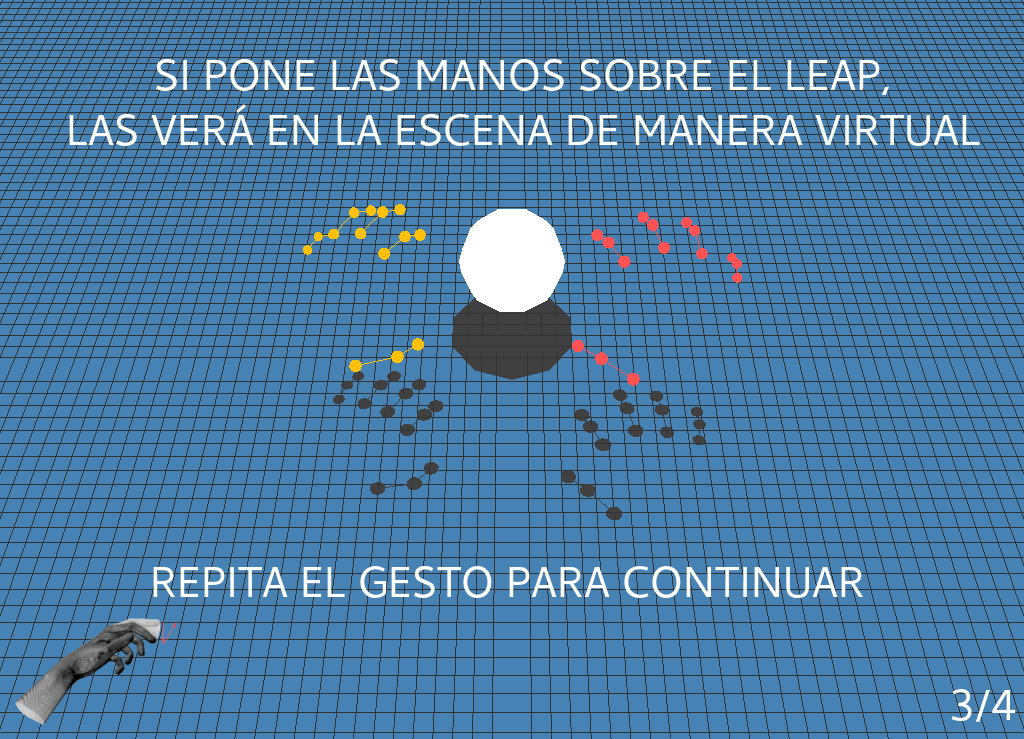 SI PONE LAS MANOS SOBRE EL LEAP,
LAS VERÁ EN LA ESCENA DE MANERA VIRTUAL
REPITA EL GESTO PARA CONTINUAR
3/4